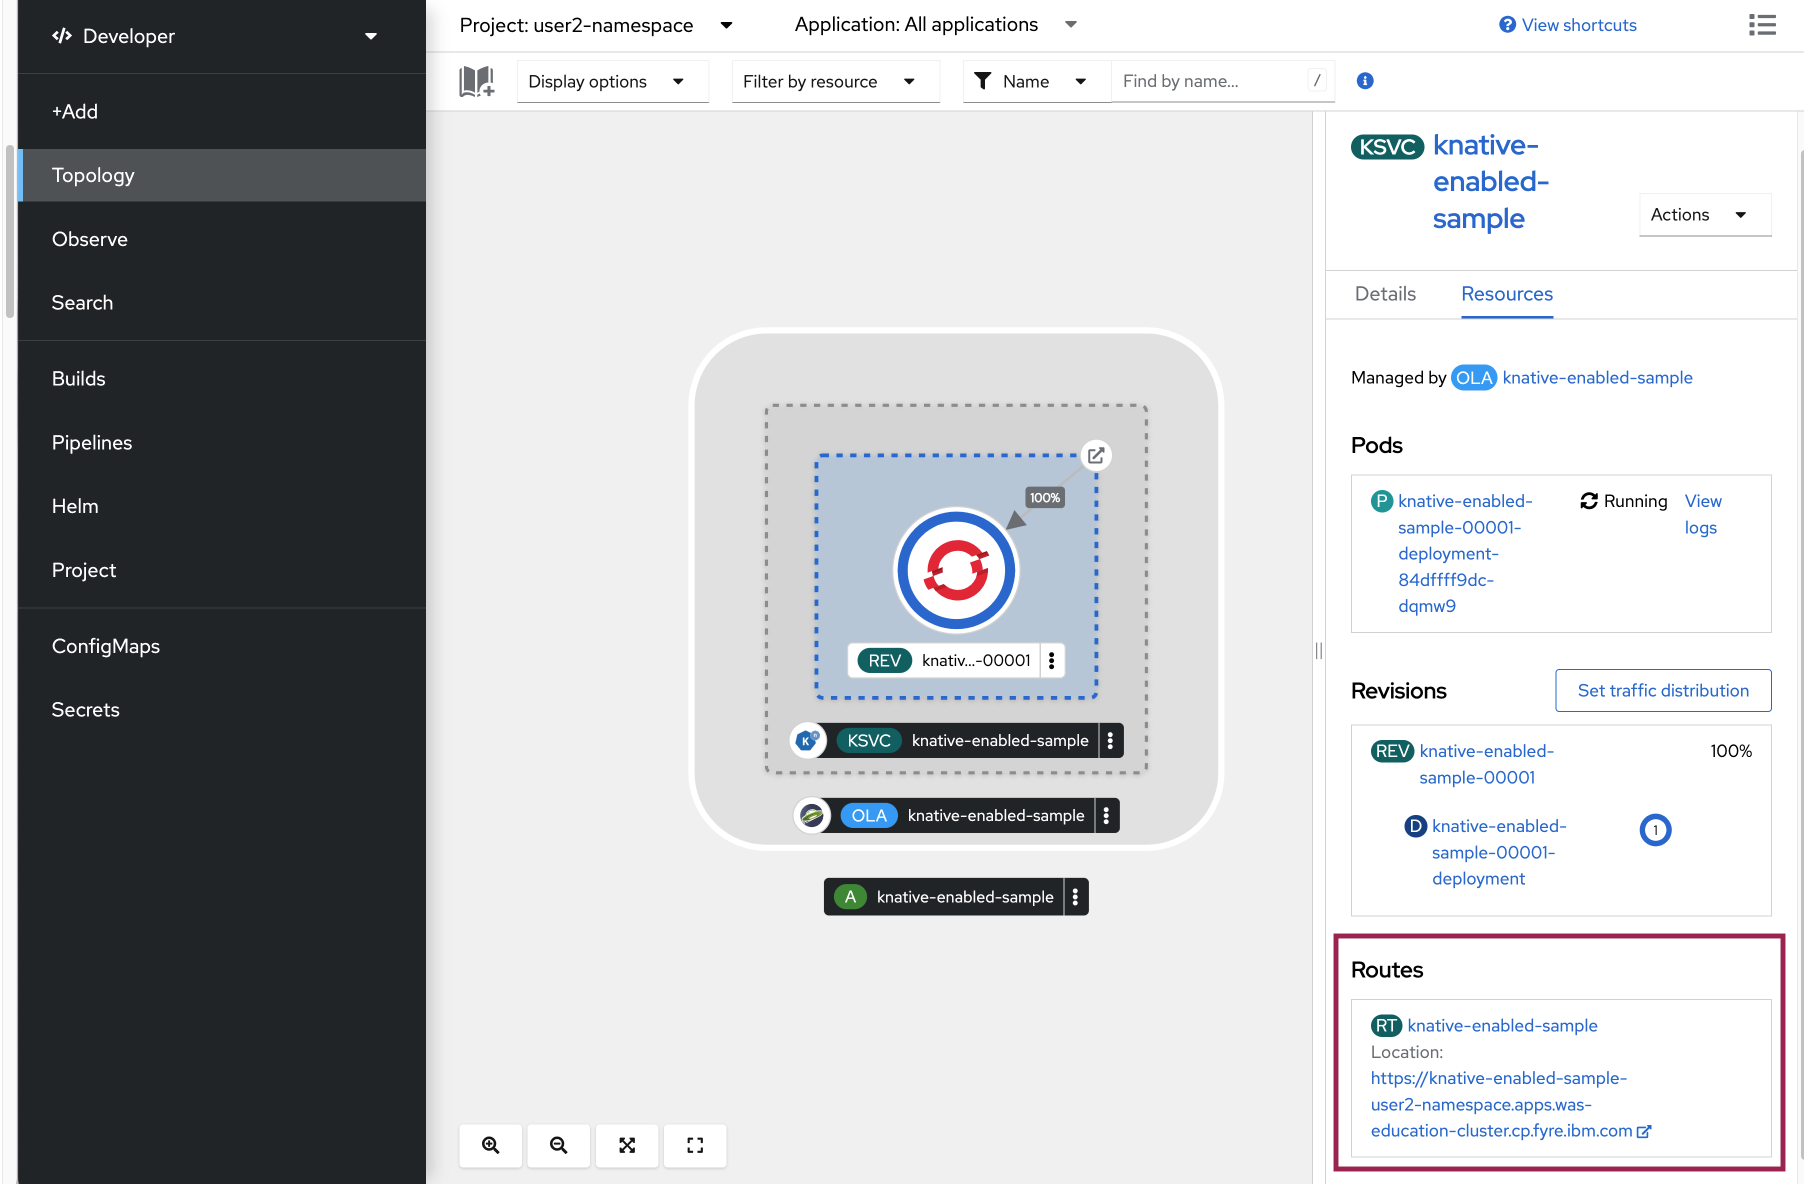 Developer
+Add
Topology
Observe
Search
Builds
Pipelines
Helm
Project
ConfigMaps
Secrets
Project: user2-namespace
Application: All applications
View shortcuts
Display options
Filter by resource
Name
Find by name...
/
100%
REV knativ...-00001
KSVC knative-enabled-sample
OLA knative-enabled-sample
A knative-enabled-sample
KSVC knative-
enabled-
sample
Actions
Details
Resources
Managed by OLA knative-enabled-sample
Pods
P knative-enabled-
sample-00001-
deployment-
84dffff9dc-
dqmw9
Running
View
logs
Revisions
Set traffic distribution
REV knative-enabled-
sample-00001
100%
D knative-enabled-
sample-00001-
deployment
1
Routes
RT knative-enabled-sample
Location:
https://knative-enabled-sample-
user2-namespace.apps.was-
education-cluster.cp.fyre.ibm.com